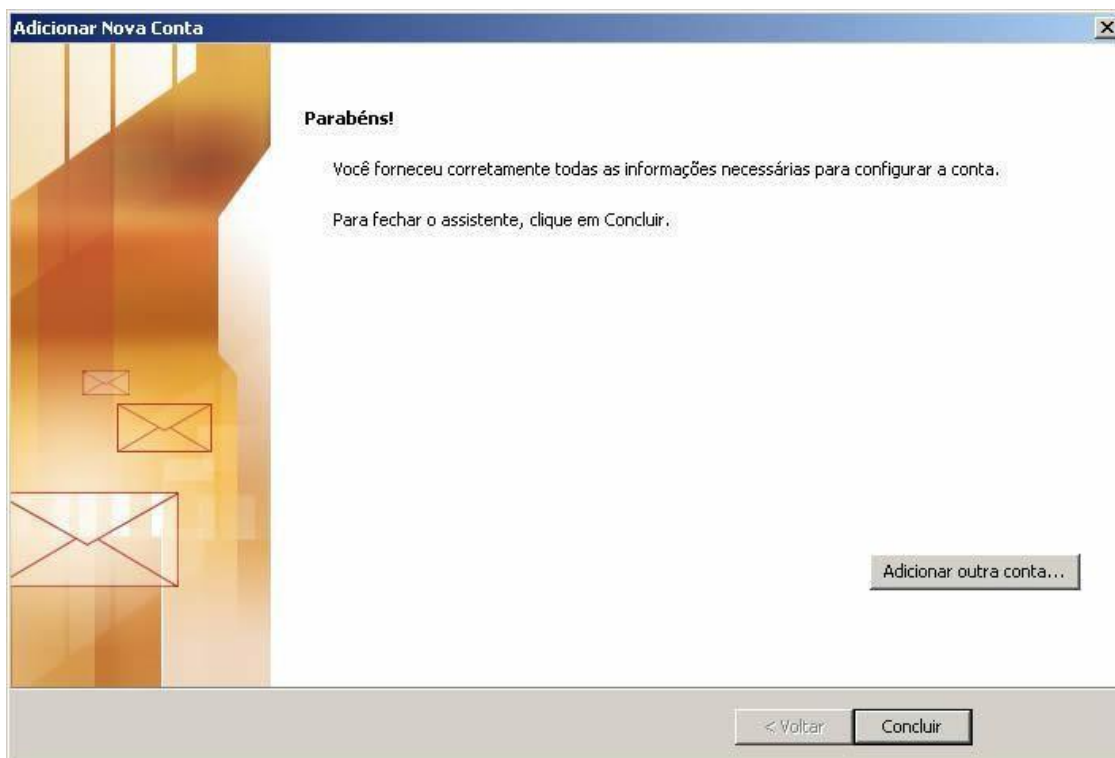 Adicionar Nova Conta
Parabéns!
Você forneceu corretamente todas as informações necessárias para configurar a conta.
Para fechar o assistente, clique em Concluir.
Adicionar outra conta...
< Voltar
Concluir